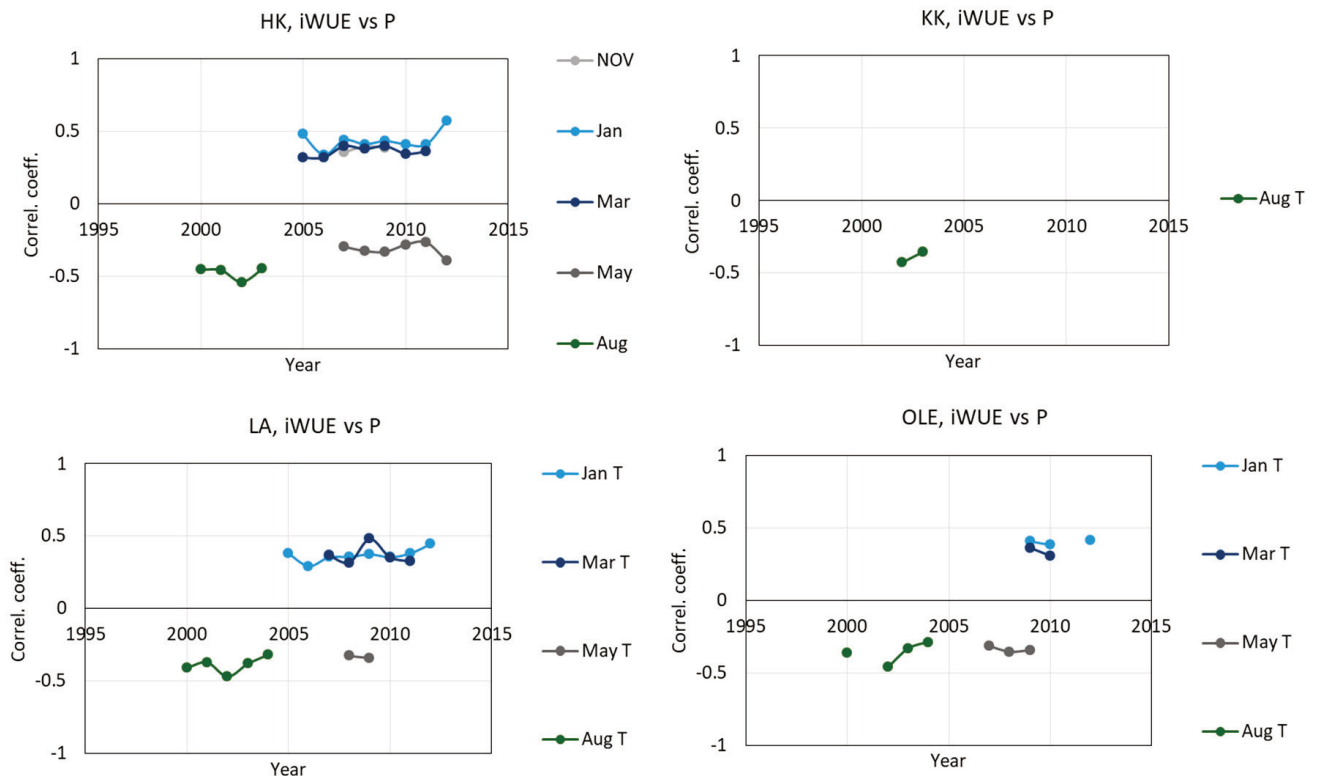 HK, iWUE vs P
1
0.5
0
-0.5
-1
1995
2000
2005
2010
2015
Correl. coeff.
Year
NOV
Jan
Mar
May
Aug
KK, iWUE vs P
1
0.5
0
-0.5
-1
1995
2000
2005
2010
2015
Correl. coeff.
Year
Aug T
LA, iWUE vs P
1
0.5
0
-0.5
-1
1995
2000
2005
2010
2015
Correl. coeff.
Year
Jan T
Mar T
May T
Aug T
OLE, iWUE vs P
1
0.5
0
-0.5
-1
1995
2000
2005
2010
2015
Correl. coeff.
Year
Jan T
Mar T
May T
Aug T